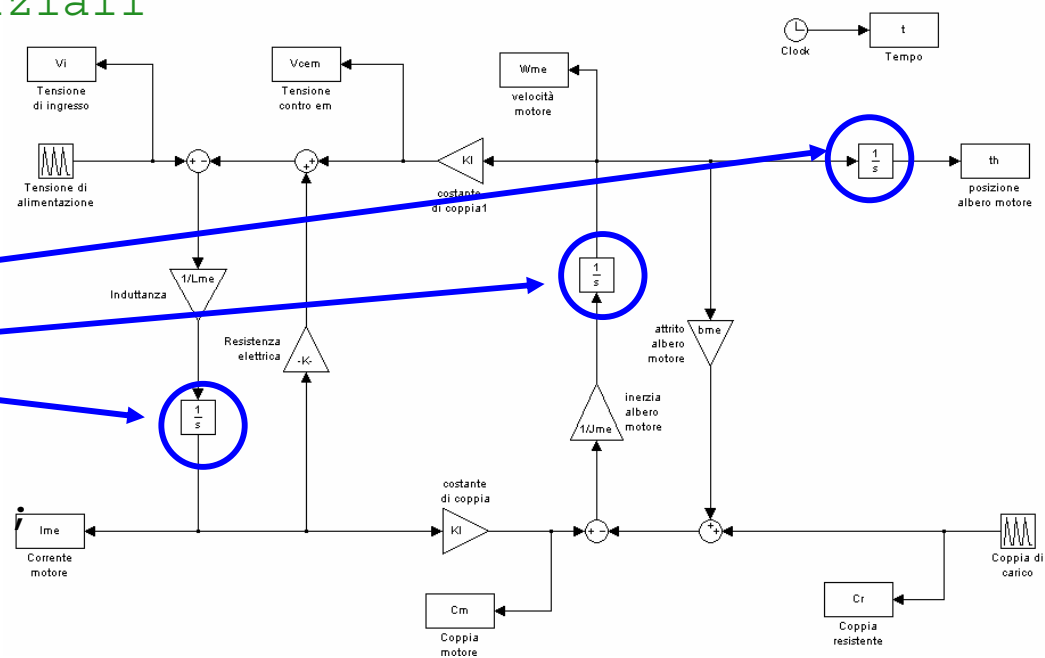 ziali
Vi
Tensione
di ingresso
Vcem
Tensione
contro em
Wme
velocità
motore
Clock
t
Tempo
Tensione di
alimentazione
+ -
+
+
KI
costante
di coppia1
1
s
th
posizione
albero motore
1/Lme
Induttanza
Resistenza
elettrica
-K-
1
s
attrito
albero
motore
bme
1
s
inerzia
albero
motore
1/Jme
;
Ime
Corrente
motore
costante
di coppia
KI
+ -
+
+
Coppia di
carico
Cm
Coppia
motore
Cr
Coppia
resistente